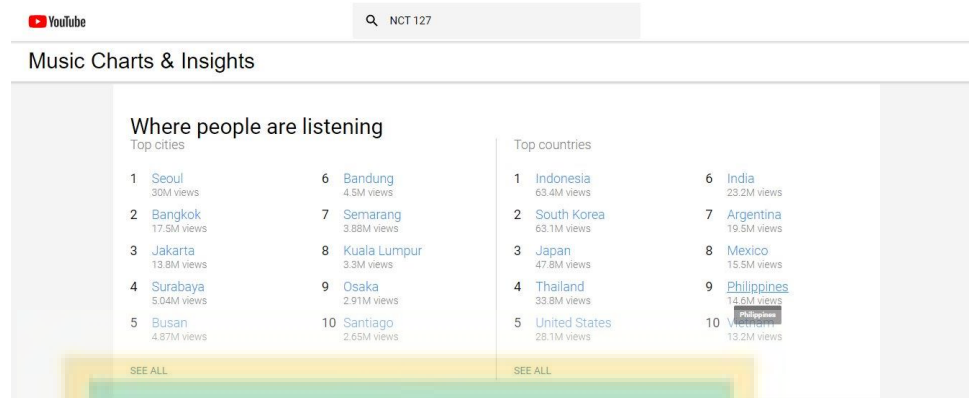 YouTube
NCT 127
Music Charts & Insights
Where people are listening
Top cities
1 Seoul
30M views
2 Bangkok
17.5M views
3 Jakarta
13.8M views
4 Surabaya
5.04M views
5 Busan
4.87M views
6 Bandung
4.5M views
7 Semarang
3.88M views
8 Kuala Lumpur
3.3M views
9 Osaka
2.91M views
10 Santiago
2.65M views
SEE ALL
Top countries
1 Indonesia
63.4M views
2 South Korea
63.1M views
3 Japan
47.8M views
4 Thailand
33.8M views
5 United States
28.1M views
6 India
23.2M views
7 Argentina
19.5M views
8 Mexico
15.5M views
9 Philippines
14.6M views
Philippines
10 Vietnam
13.2M views
SEE ALL